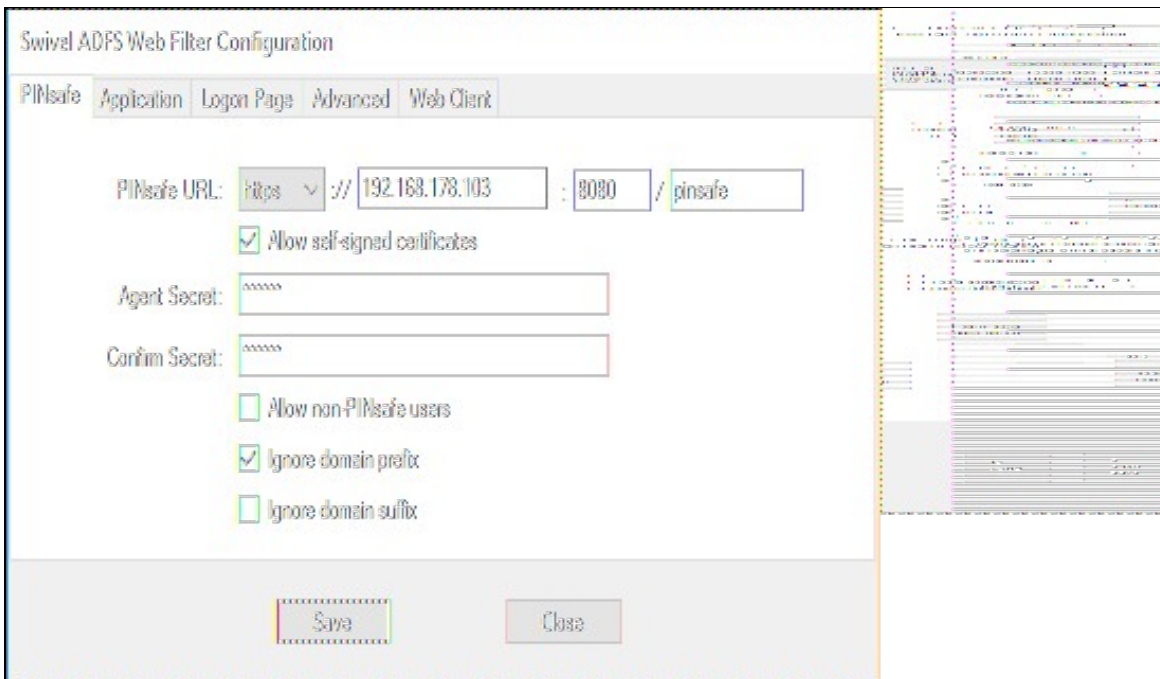 Swivel ADFS Web Filter Configuration
PINsafe Application Logon Page Advanced Web Client
PINsafe URL: https :// 192.168.178.103 : 8080 / pinsafe
Allow self-signed certificates
Agent Secret: ******
Confirm Secret: ******
Allow non-PINsafe users
Ignore domain prefix
Ignore domain suffix
Save Close